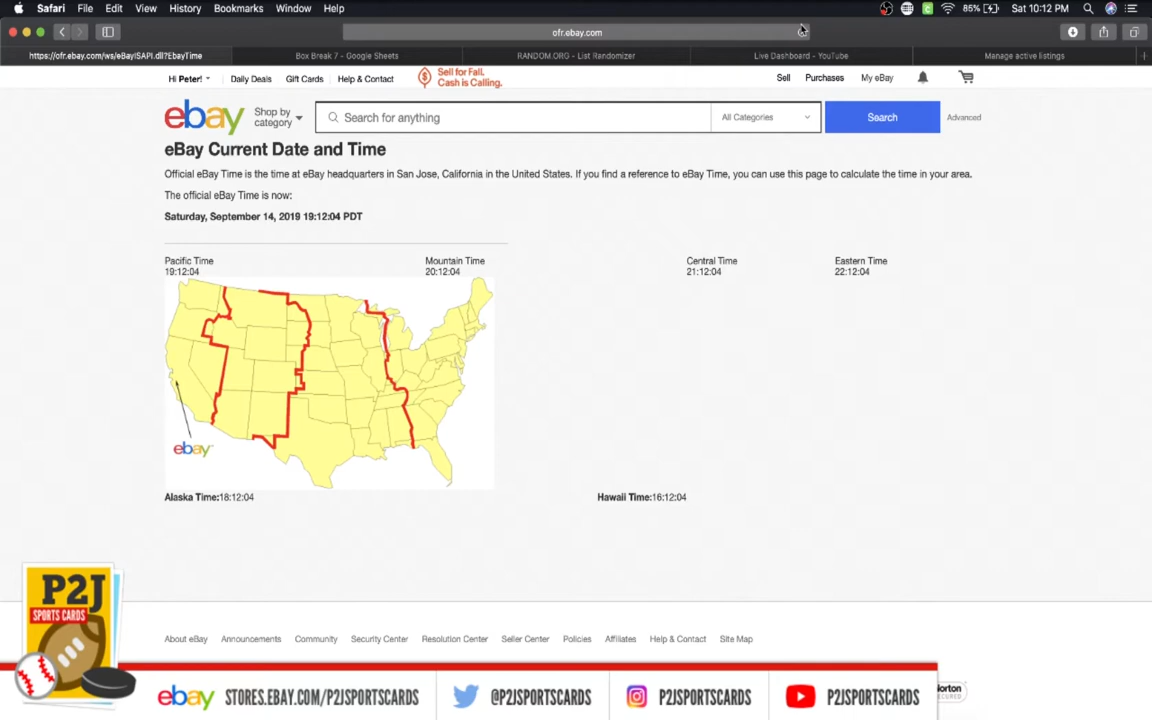 Safari File Edit View History Bookmarks Window Help 85% Sat 10:12 PM
ofr.ebay.com
https://ofr.ebay.com/ws/eBayISAPI.dll?EbayTime Box Break 7 - Google Sheets RANDOM.ORG - List Randomizer Live Dashboard - YouTube Manage active listings
Hi Peter! Daily Deals Gift Cards Help & Contact Sell for Fall. Cash is Calling. Sell Purchases My eBay
ebay Shop by category Search for anything All Categories Search Advanced
eBay Current Date and Time
Official eBay Time is the time at eBay headquarters in San Jose, California in the United States. If you find a reference to eBay Time, you can use this page to calculate the time in your area.
The official eBay Time is now:
Saturday, September 14, 2019 19:12:04 PDT
Pacific Time Mountain Time Central Time Eastern Time
19:12:04 20:12:04 21:12:04 22:12:04
ebay
Alaska Time:18:12:04 Hawaii Time:16:12:04
P2J
SPORTS CARDS
About eBay Announcements Community Security Center Resolution Center Seller Center Policies Affiliates Help & Contact Site Map
ebay STORES.EBAY.COM/P2JSPORTSCARDS @P2JSPORTSCARDS P2JSPORTSCARDS P2JSPORTSCARDS